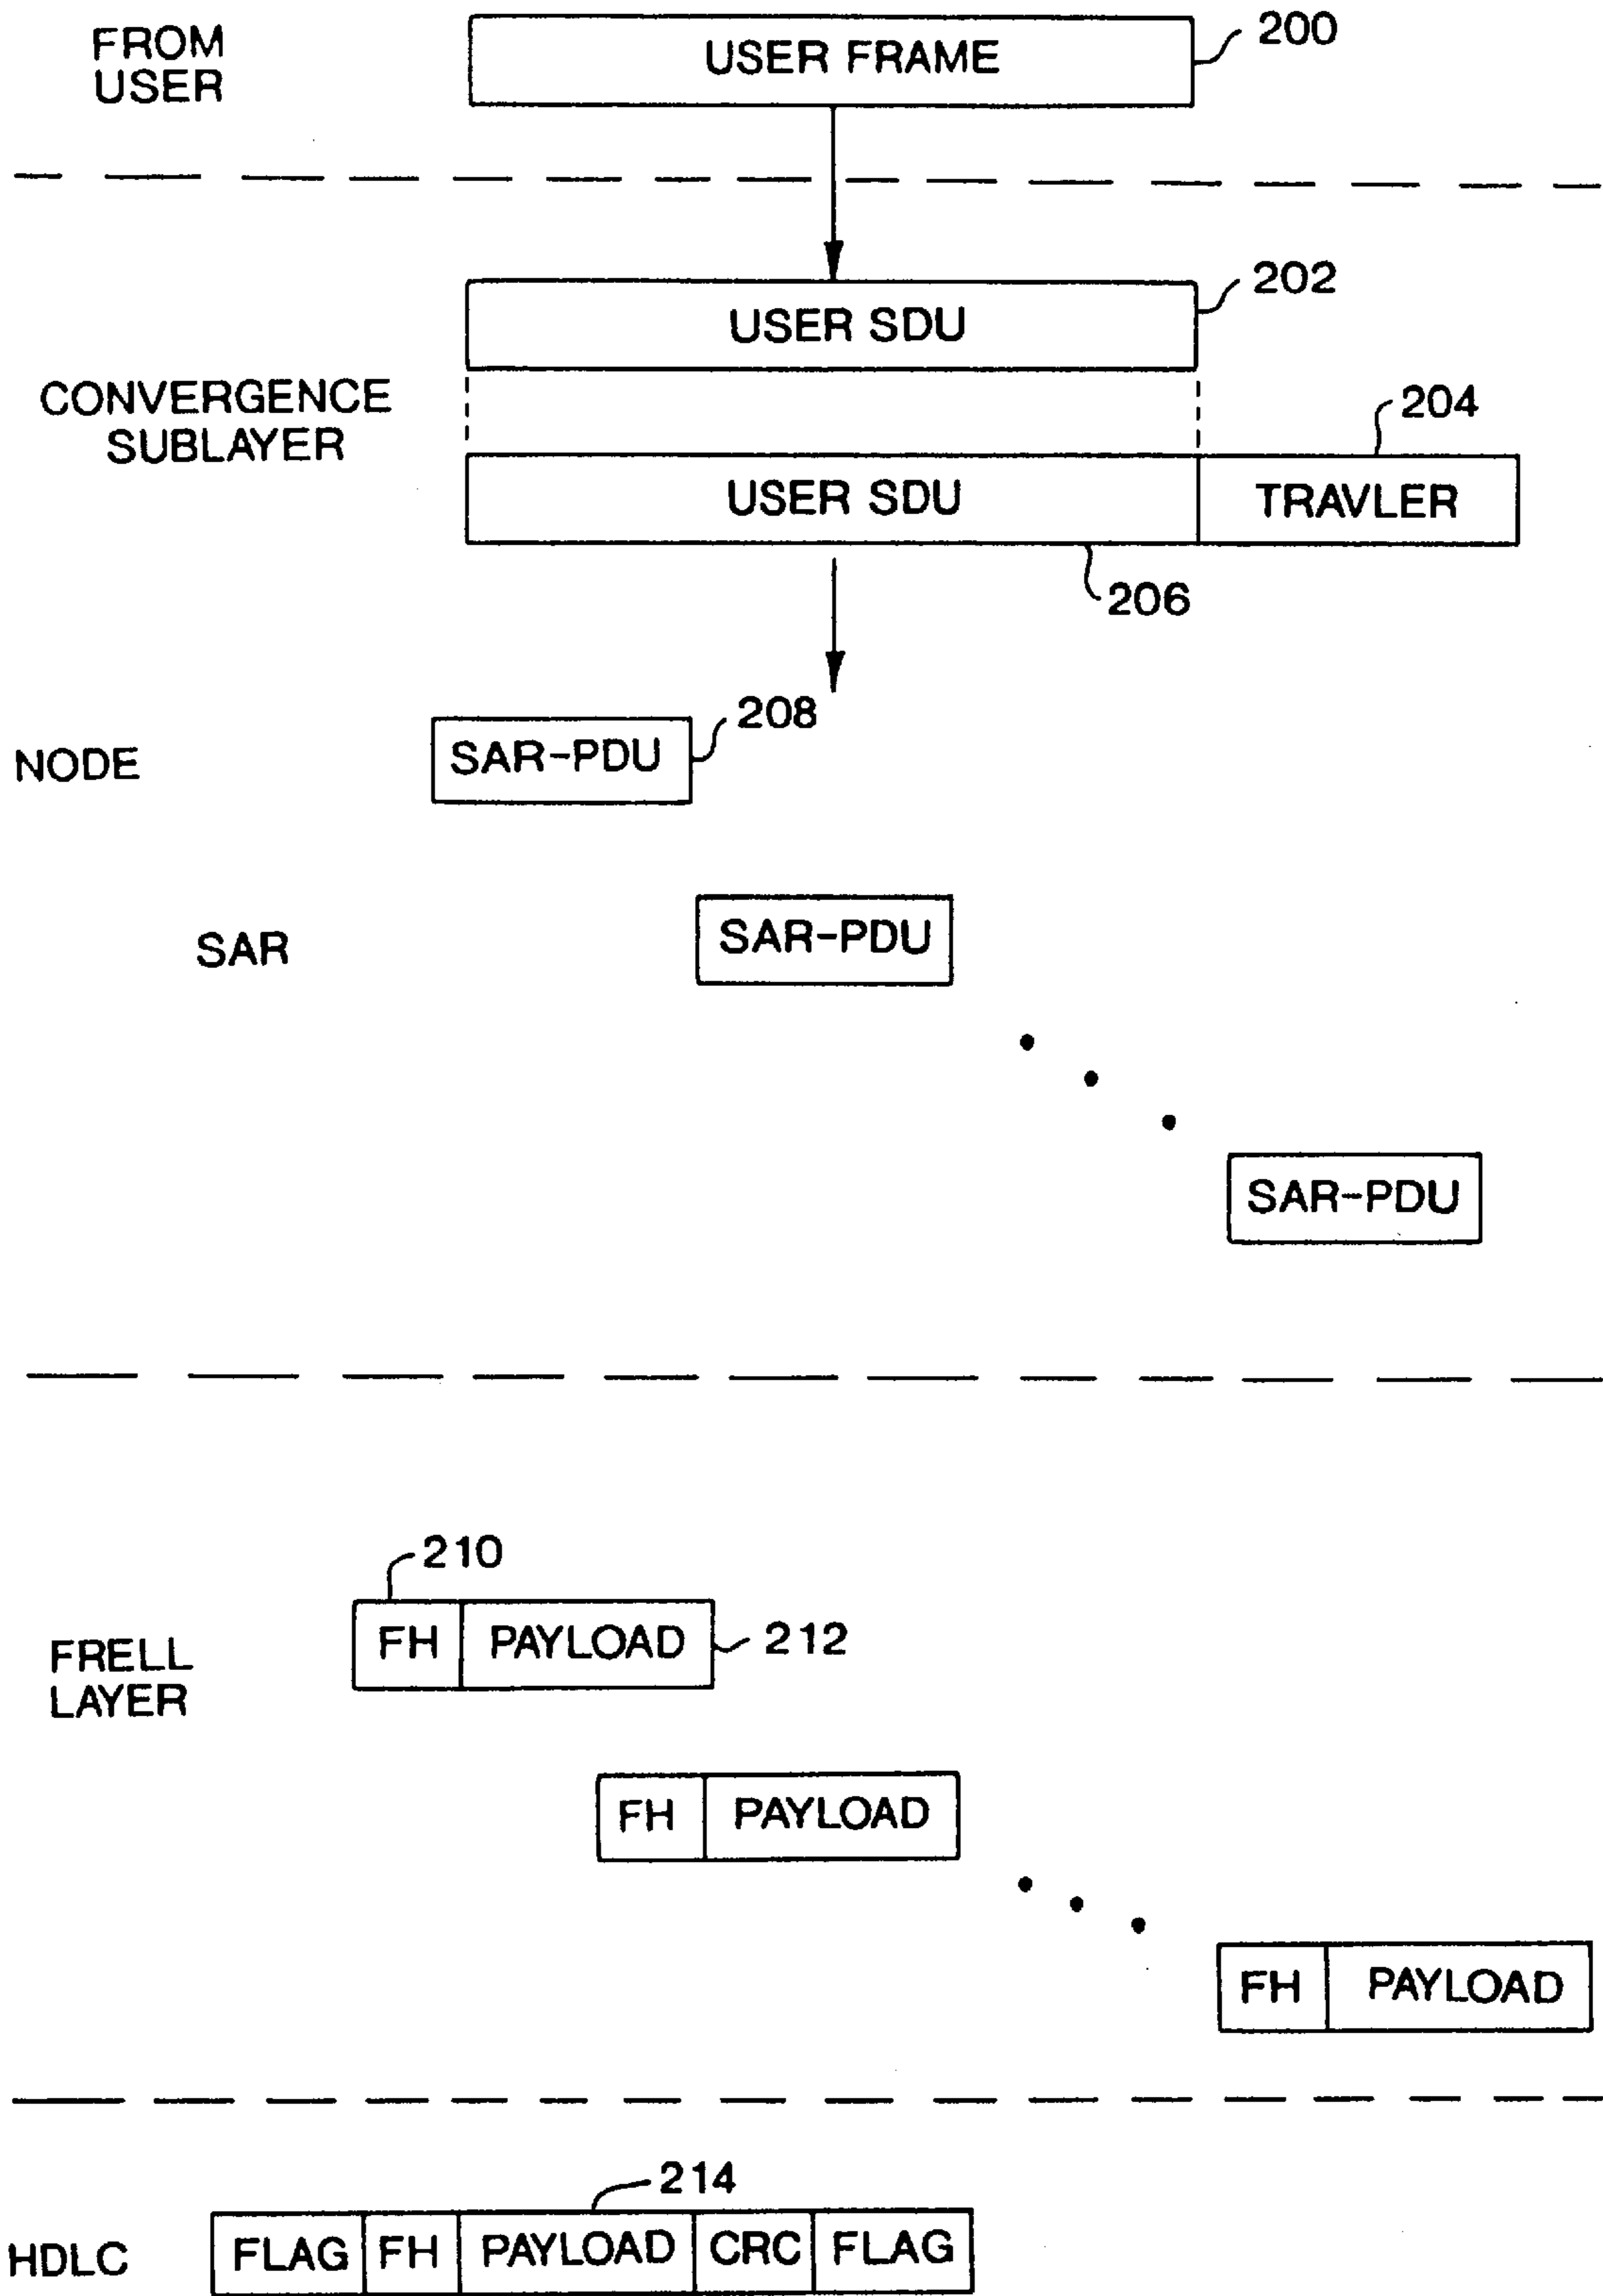 FROM
USER
USER FRAME
200
USER SDU
202
CONVERGENCE
SUBLAYER
204
USER SDU
TRAVLER
206
NODE
SAR-PDU
208
SAR
SAR-PDU
SAR-PDU
210
FRELL
LAYER
FH
PAYLOAD
212
FH
PAYLOAD
FH
PAYLOAD
214
HDLC
FLAG
FH
PAYLOAD
CRC
FLAG